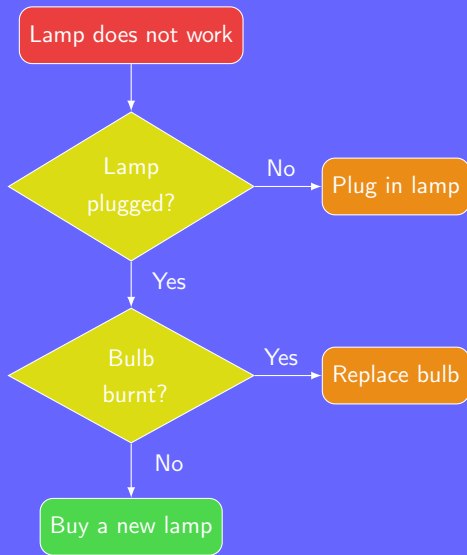 Lamp does not work
Lamp
plugged?
No
Plug in lamp
Yes
Bulb
burnt?
Yes
Replace bulb
No
Buy a new lamp